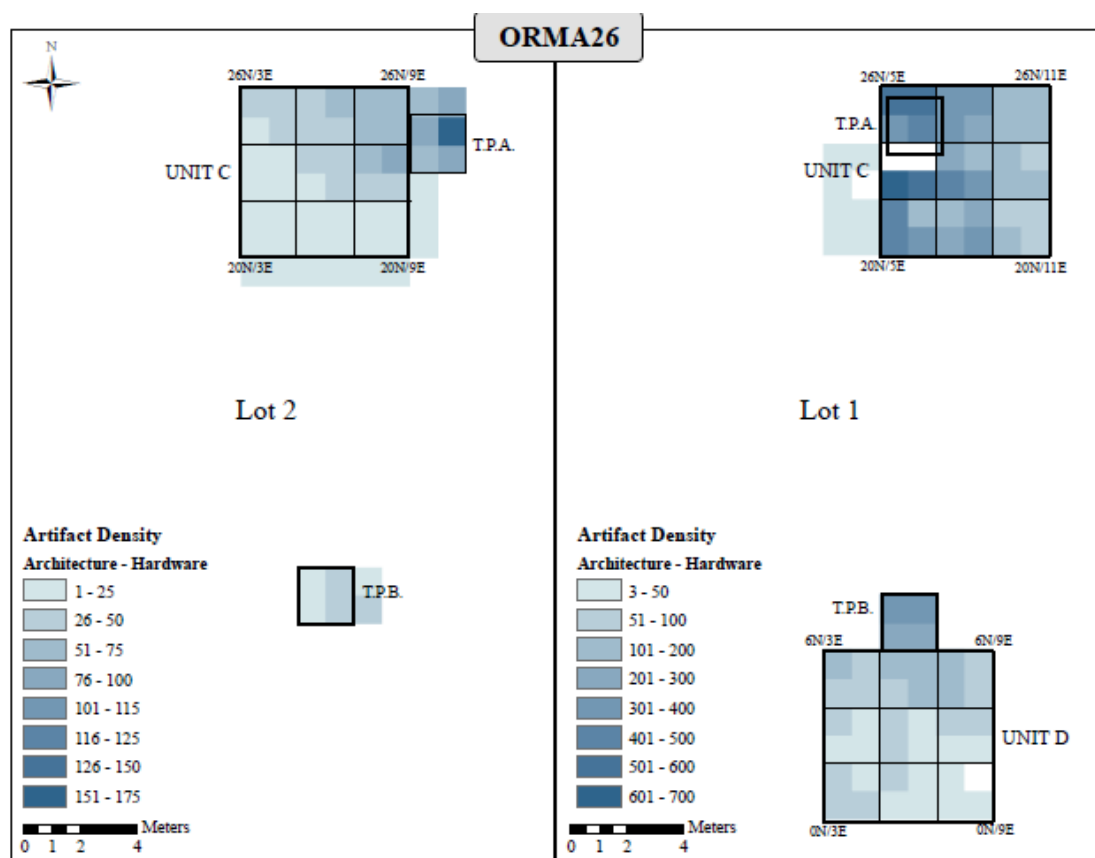 ORMA26
N
26N/3E 26N/9E
T.P.A.
UNIT C
20N/3E 20N/9E
Lot 2
T.P.B.
Artifact Density
Architecture - Hardware
1 - 25
26 - 50
51 - 75
76 - 100
101 - 115
116 - 125
126 - 150
151 - 175
Meters
0 1 2 4
26N/5E 26N/11E
T.P.A.
UNIT C
20N/5E 20N/11E
Lot 1
T.P.B.
6N/3E 6N/9E
UNIT D
0N/3E 0N/9E
Artifact Density
Architecture - Hardware
3 - 50
51 - 100
101 - 200
201 - 300
301 - 400
401 - 500
501 - 600
601 - 700
Meters
0 1 2 4